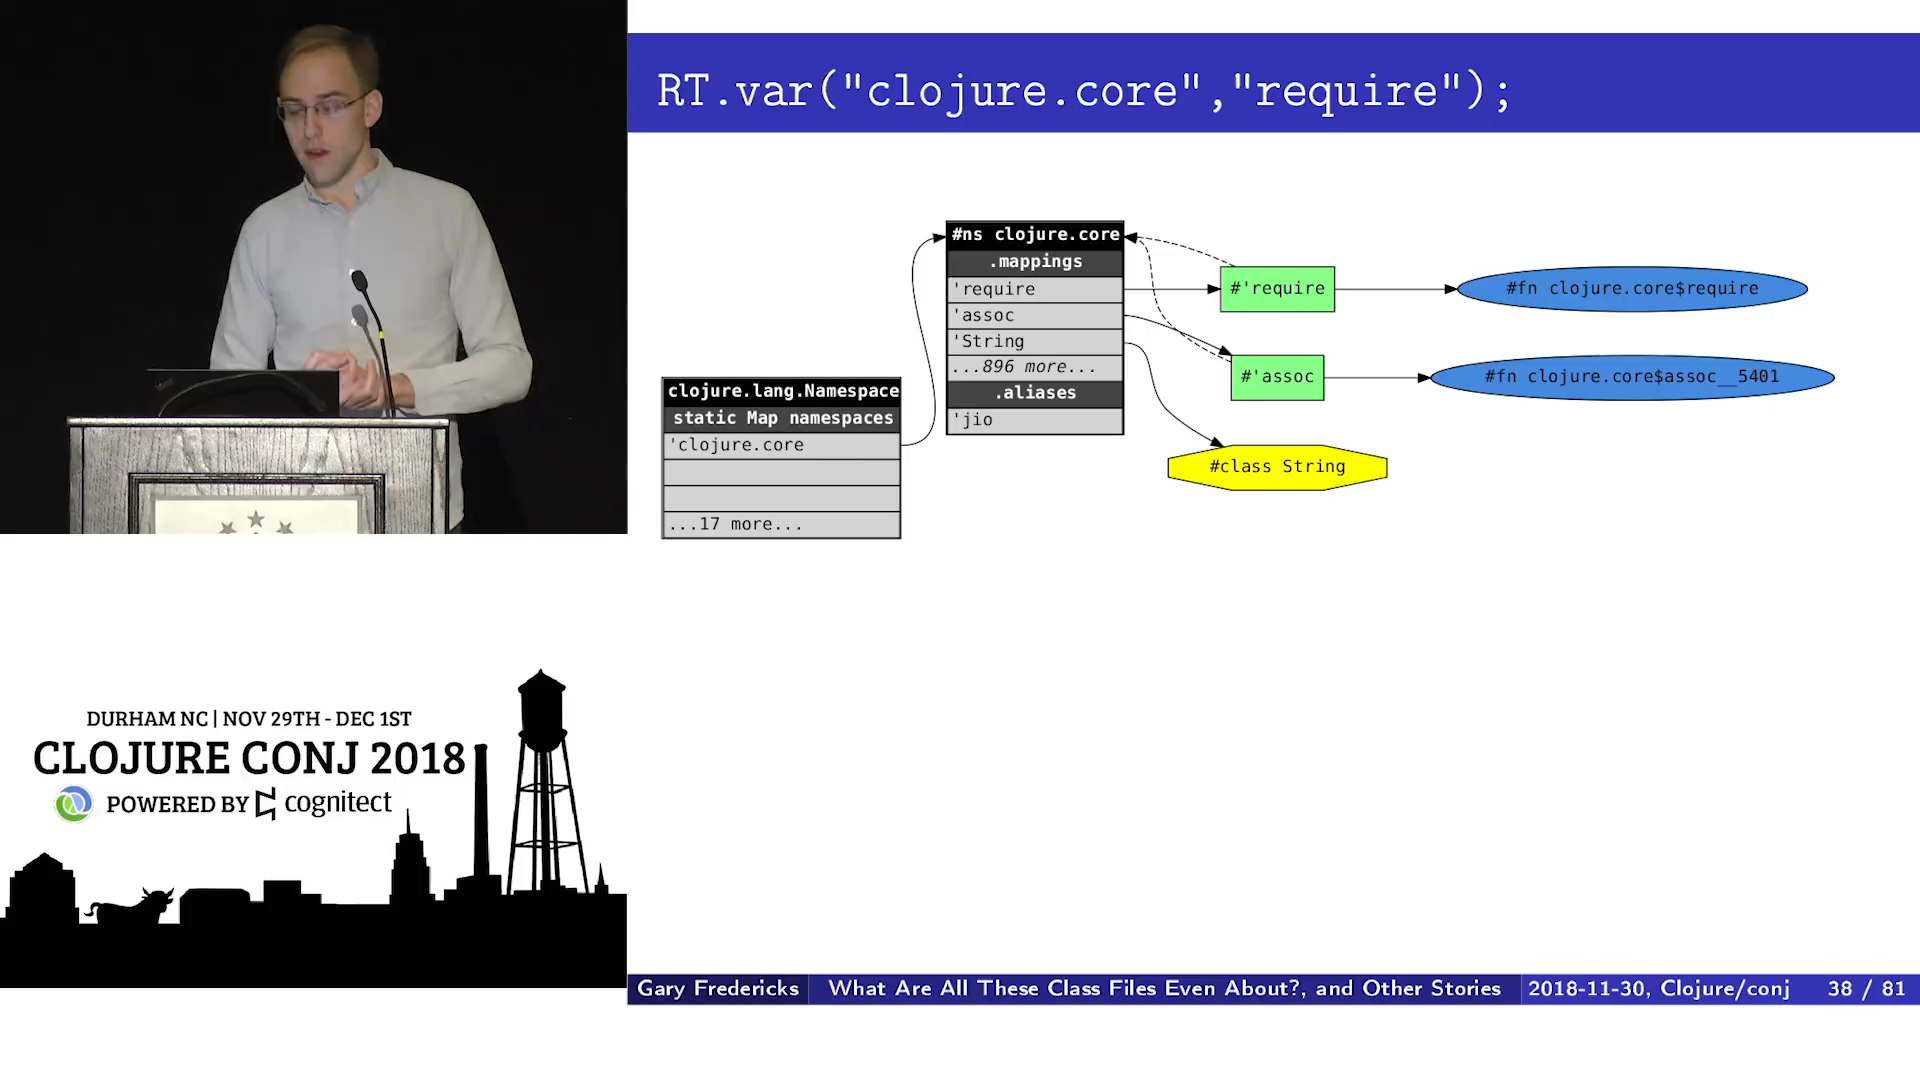 RT.var("clojure.core","require");
#ns clojure.core
.mappings
'require
'assoc
'String
...896 more...
.aliases
'jio
clojure.lang.Namespace
static Map namespaces
'clojure.core
...17 more...
#'require
#fn clojure.core$require
#'assoc
#fn clojure.core$assoc__5401
#class String
DURHAM NC | NOV 29TH - DEC 1ST
CLOJURE CONJ 2018
POWERED BY cognitect
Gary Fredericks
What Are All These Class Files Even About?, and Other Stories
2018-11-30, Clojure/conj
38 / 81